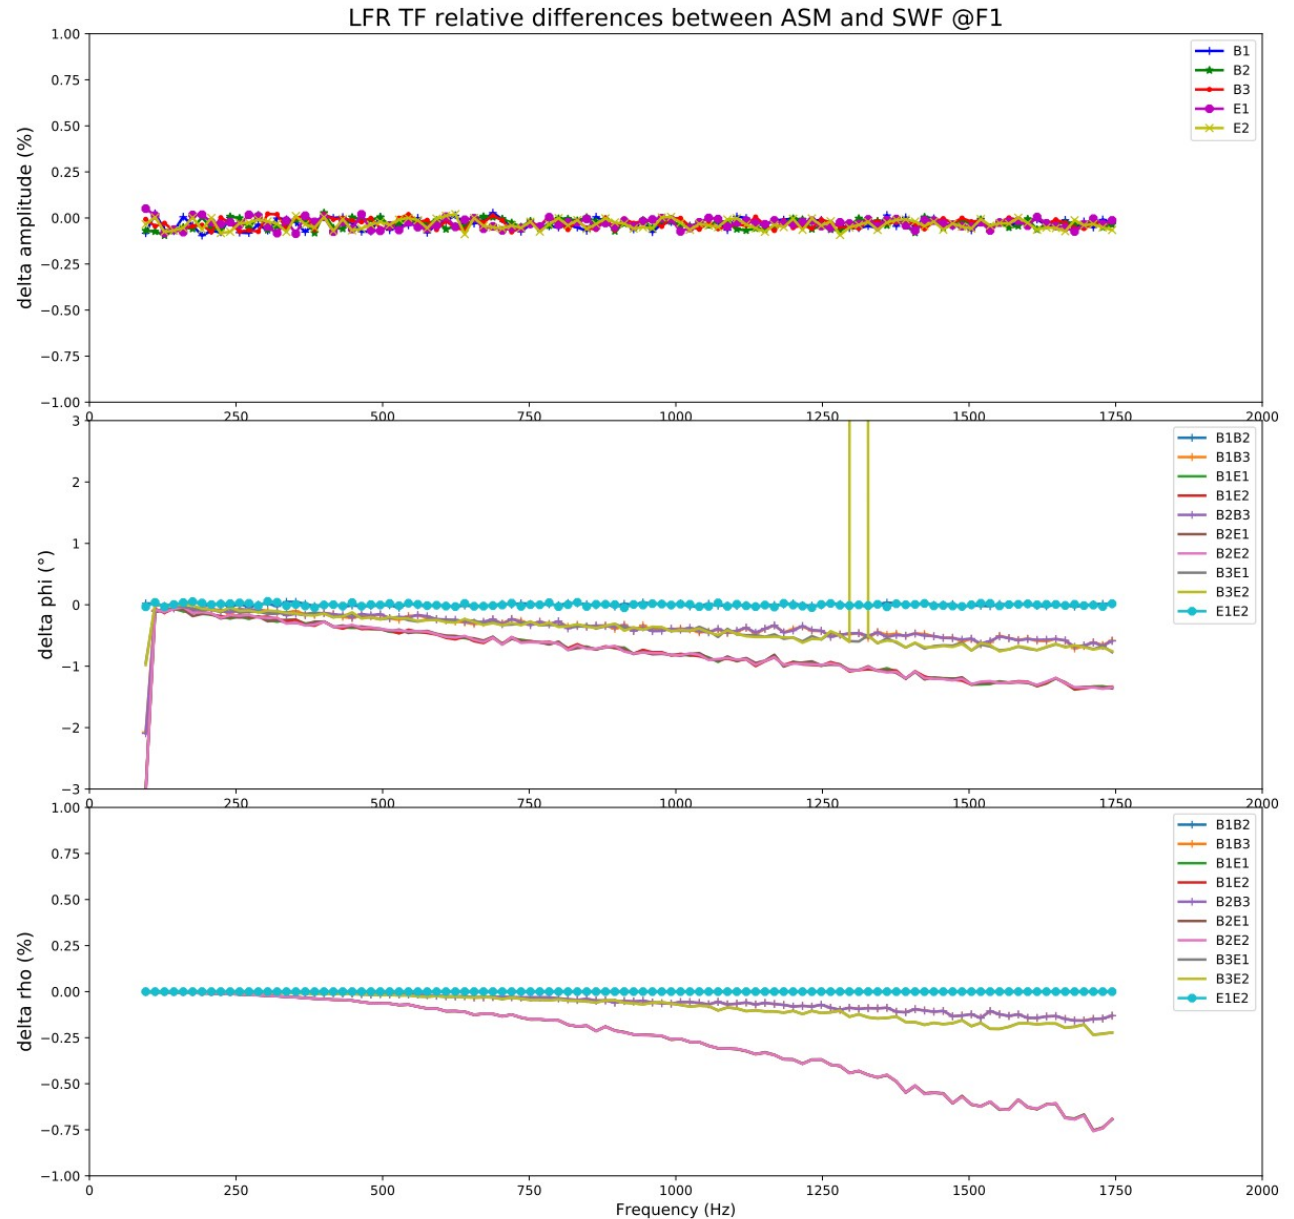 LFR TF relative differences between ASM and SWF @F1
1.00
0.75
0.50
0.25
0.00
−0.25
−0.50
−0.75
−1.00
delta amplitude (%)
B1
B2
B3
E1
E2
0 250 500 750 1000 1250 1500 1750 2000
3
2
1
0
−1
−2
−3
delta phi (°)
B1B2
B1B3
B1E1
B1E2
B2B3
B2E1
B2E2
B3E1
B3E2
E1E2
0 250 500 750 1000 1250 1500 1750 2000
1.00
0.75
0.50
0.25
0.00
−0.25
−0.50
−0.75
−1.00
delta rho (%)
B1B2
B1B3
B1E1
B1E2
B2B3
B2E1
B2E2
B3E1
B3E2
E1E2
0 250 500 750 1000 1250 1500 1750 2000
Frequency (Hz)